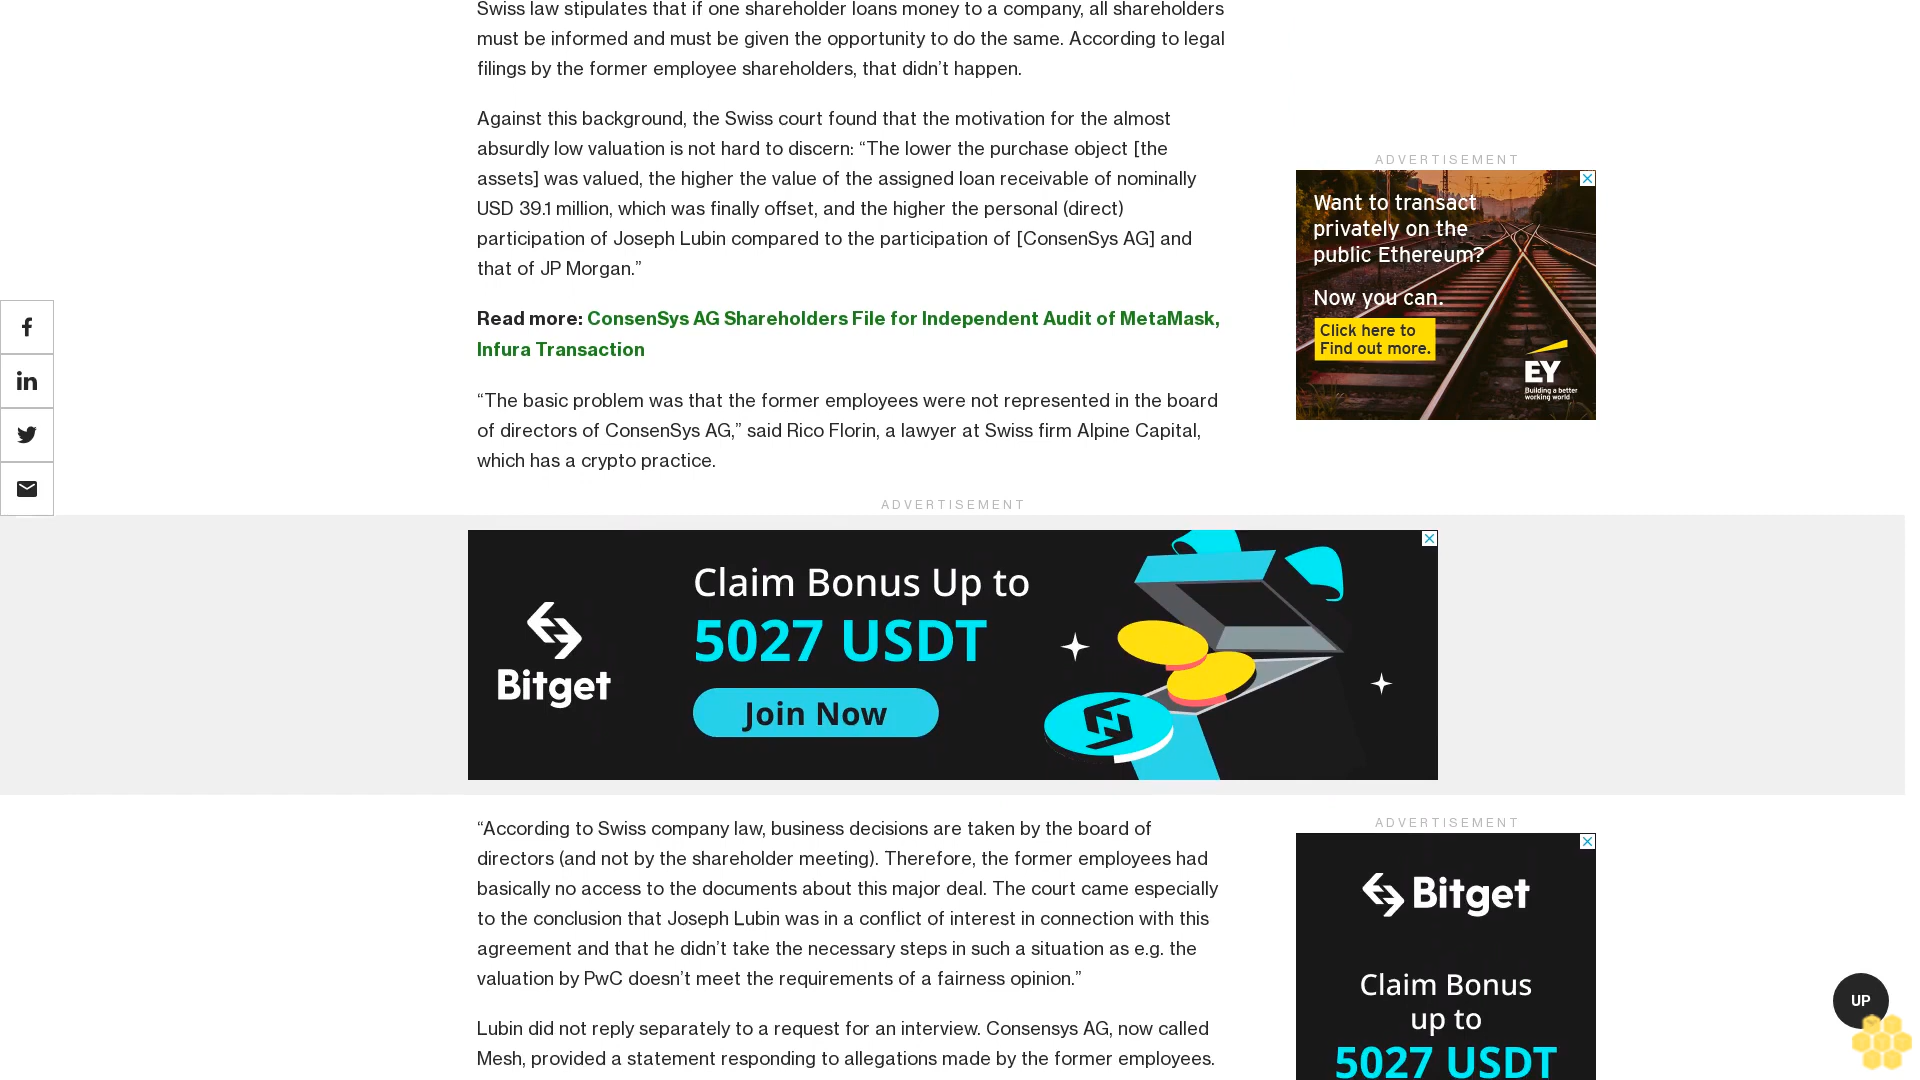 Swiss law stipulates that if one shareholder loans money to a company, all shareholders
must be informed and must be given the opportunity to do the same. According to legal
filings by the former employee shareholders, that didn’t happen.
Against this background, the Swiss court found that the motivation for the almost
absurdly low valuation is not hard to discern: “The lower the purchase object [the
assets] was valued, the higher the value of the assigned loan receivable of nominally
USD 39.1 million, which was finally offset, and the higher the personal (direct)
participation of Joseph Lubin compared to the participation of [ConsenSys AG] and
that of JP Morgan.”
Read more: ConsenSys AG Shareholders File for Independent Audit of MetaMask,
Infura Transaction
“The basic problem was that the former employees were not represented in the board
of directors of ConsenSys AG,” said Rico Florin, a lawyer at Swiss firm Alpine Capital,
which has a crypto practice.
ADVERTISEMENT
Want to transact
privately on the
public Ethereum?
Now you can.
Click here to
Find out more.
EY
Building a better
working world
ADVERTISEMENT
Bitget
Claim Bonus Up to
5027 USDT
Join Now
“According to Swiss company law, business decisions are taken by the board of
directors (and not by the shareholder meeting). Therefore, the former employees had
basically no access to the documents about this major deal. The court came especially
to the conclusion that Joseph Lubin was in a conflict of interest in connection with this
agreement and that he didn’t take the necessary steps in such a situation as e.g. the
valuation by PwC doesn’t meet the requirements of a fairness opinion.”
Lubin did not reply separately to a request for an interview. Consensys AG, now called
Mesh, provided a statement responding to allegations made by the former employees.
ADVERTISEMENT
Bitget
Claim Bonus
up to
5027 USDT
UP